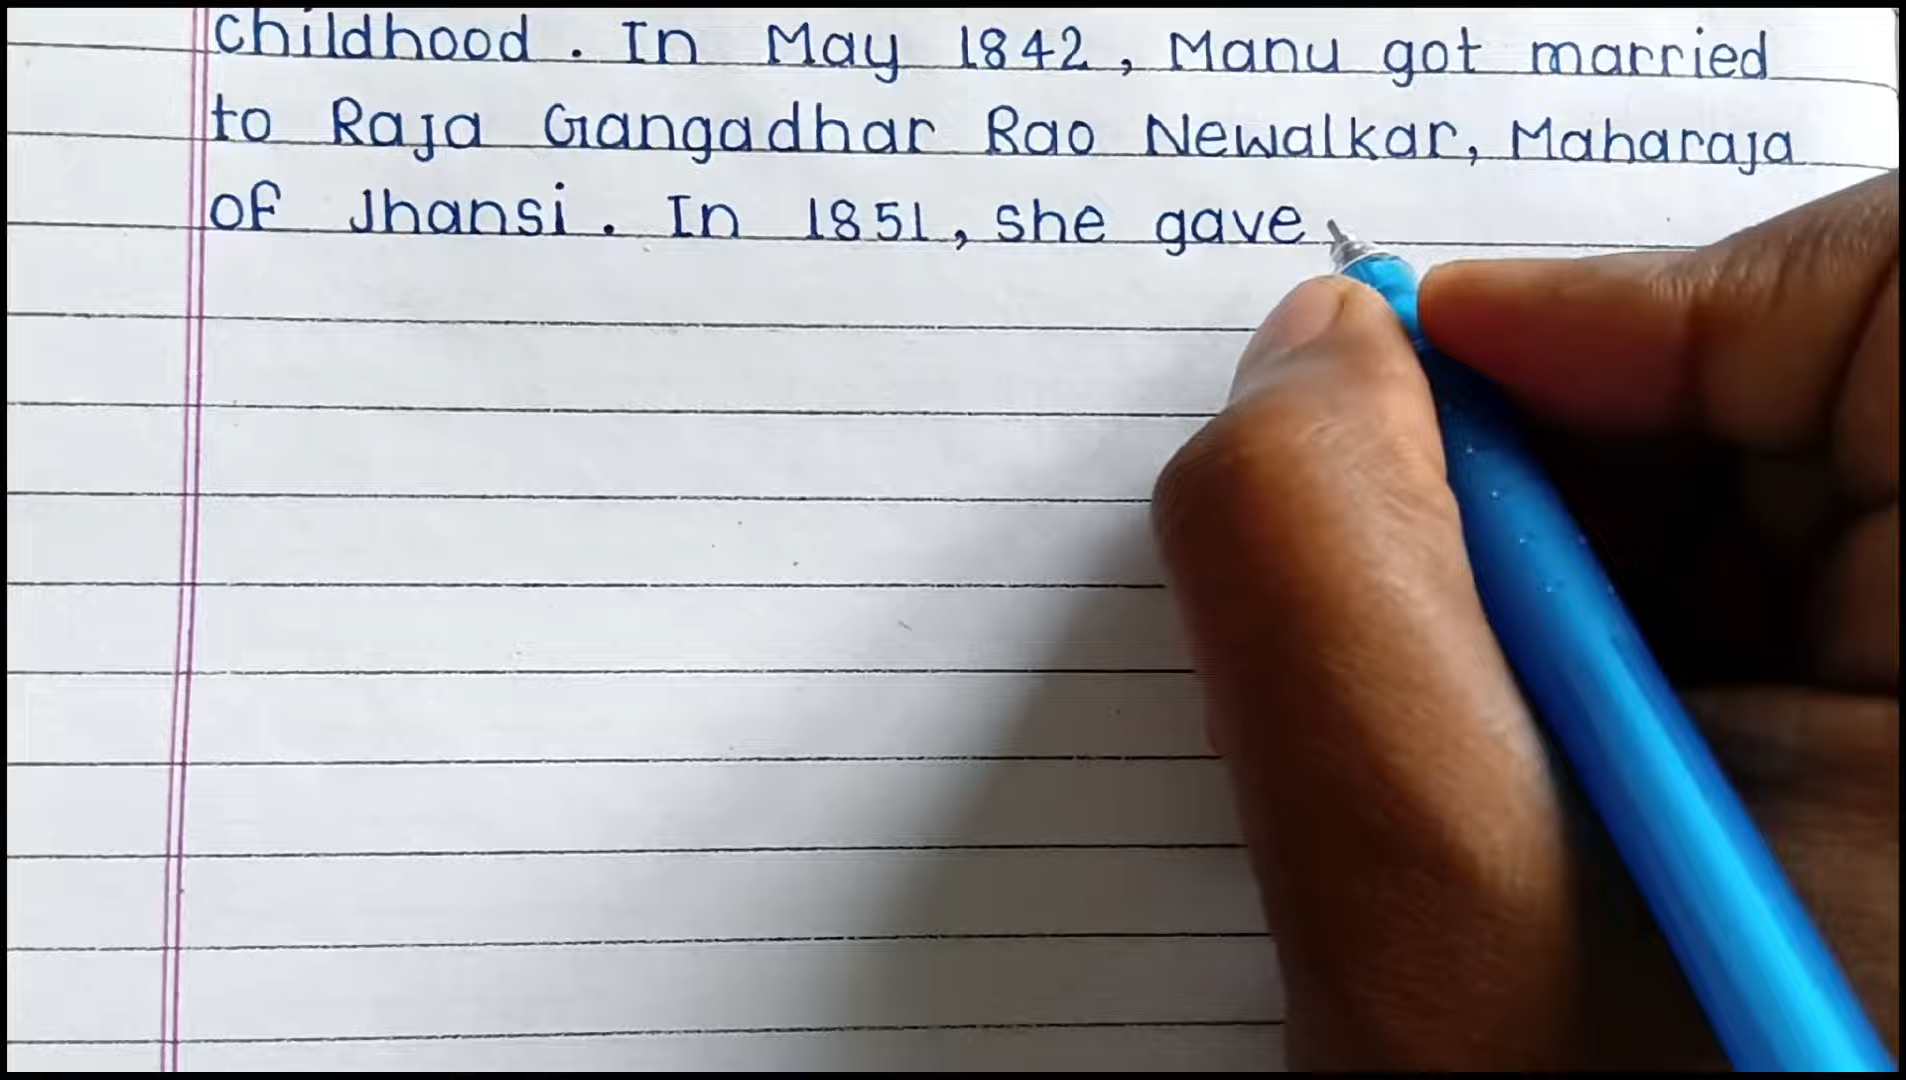 childhood. In May 1842, Manu got married
to Raja Gangadhar Rao Newalkar, Maharaja
of Jhansi. In 1851, she gave